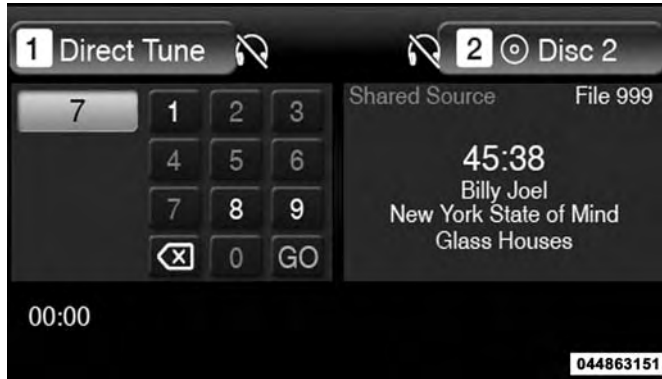 1 Direct Tune
2 Disc 2
7
1 2 3
4 5 6
7 8 9
0 GO
Shared Source File 999
45:38
Billy Joel
New York State of Mind
Glass Houses
00:00
044863151